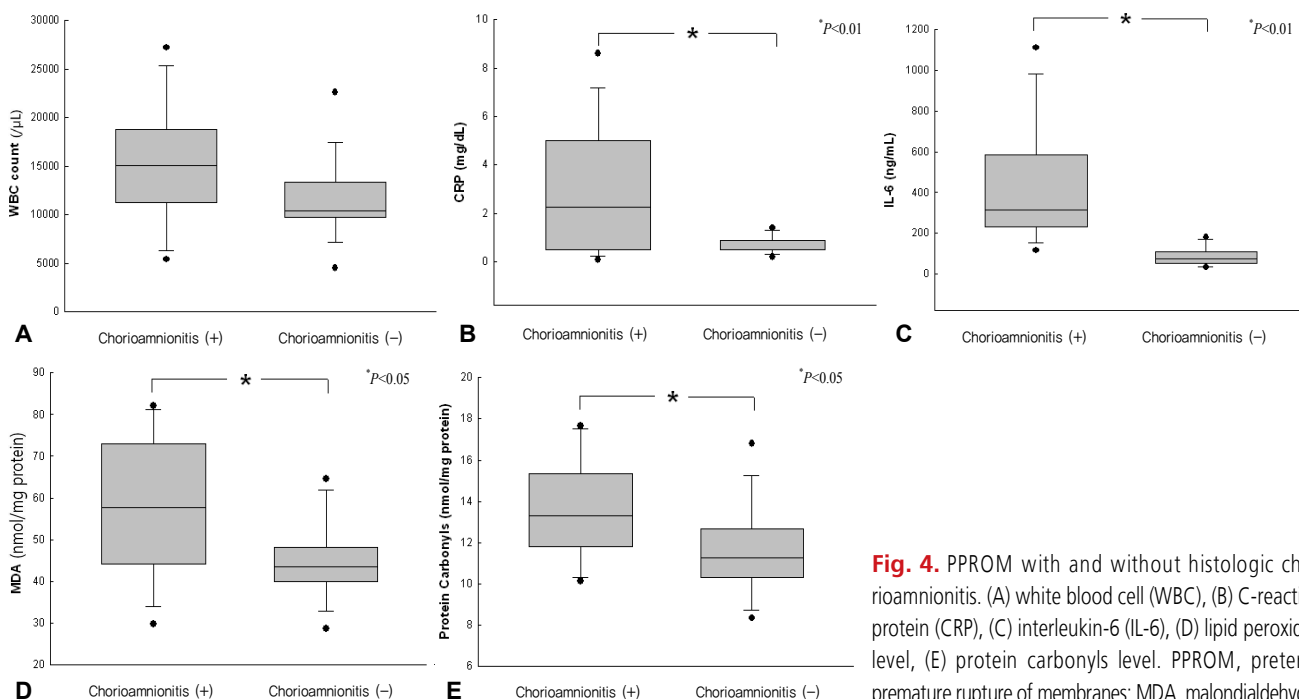 30000
25000
20000
15000
10000
5000
0
WBC count (/μL)
Chorioamnionitis (+) Chorioamnionitis (−)
A
10
8
6
4
2
0
CRP (mg/dL)
*
*P<0.01
Chorioamnionitis (+) Chorioamnionitis (−)
B
1200
1000
800
600
400
200
0
IL-6 (ng/mL)
*
*P<0.01
Chorioamnionitis (+) Chorioamnionitis (−)
C
90
80
70
60
50
40
30
20
MDA (nmol/mg protein)
*
*P<0.05
Chorioamnionitis (+) Chorioamnionitis (−)
D
20
18
16
14
12
10
8
6
Protein Carbonyls (nmol/mg protein)
*
*P<0.05
Chorioamnionitis (+) Chorioamnionitis (−)
E
Fig. 4. PPROM with and without histologic cho
rioamnionitis. (A) white blood cell (WBC), (B) C-reacti
protein (CRP), (C) interleukin-6 (IL-6), (D) lipid peroxid
level, (E) protein carbonyls level. PPROM, preter
premature rupture of membranes; MDA, malondialdehyd